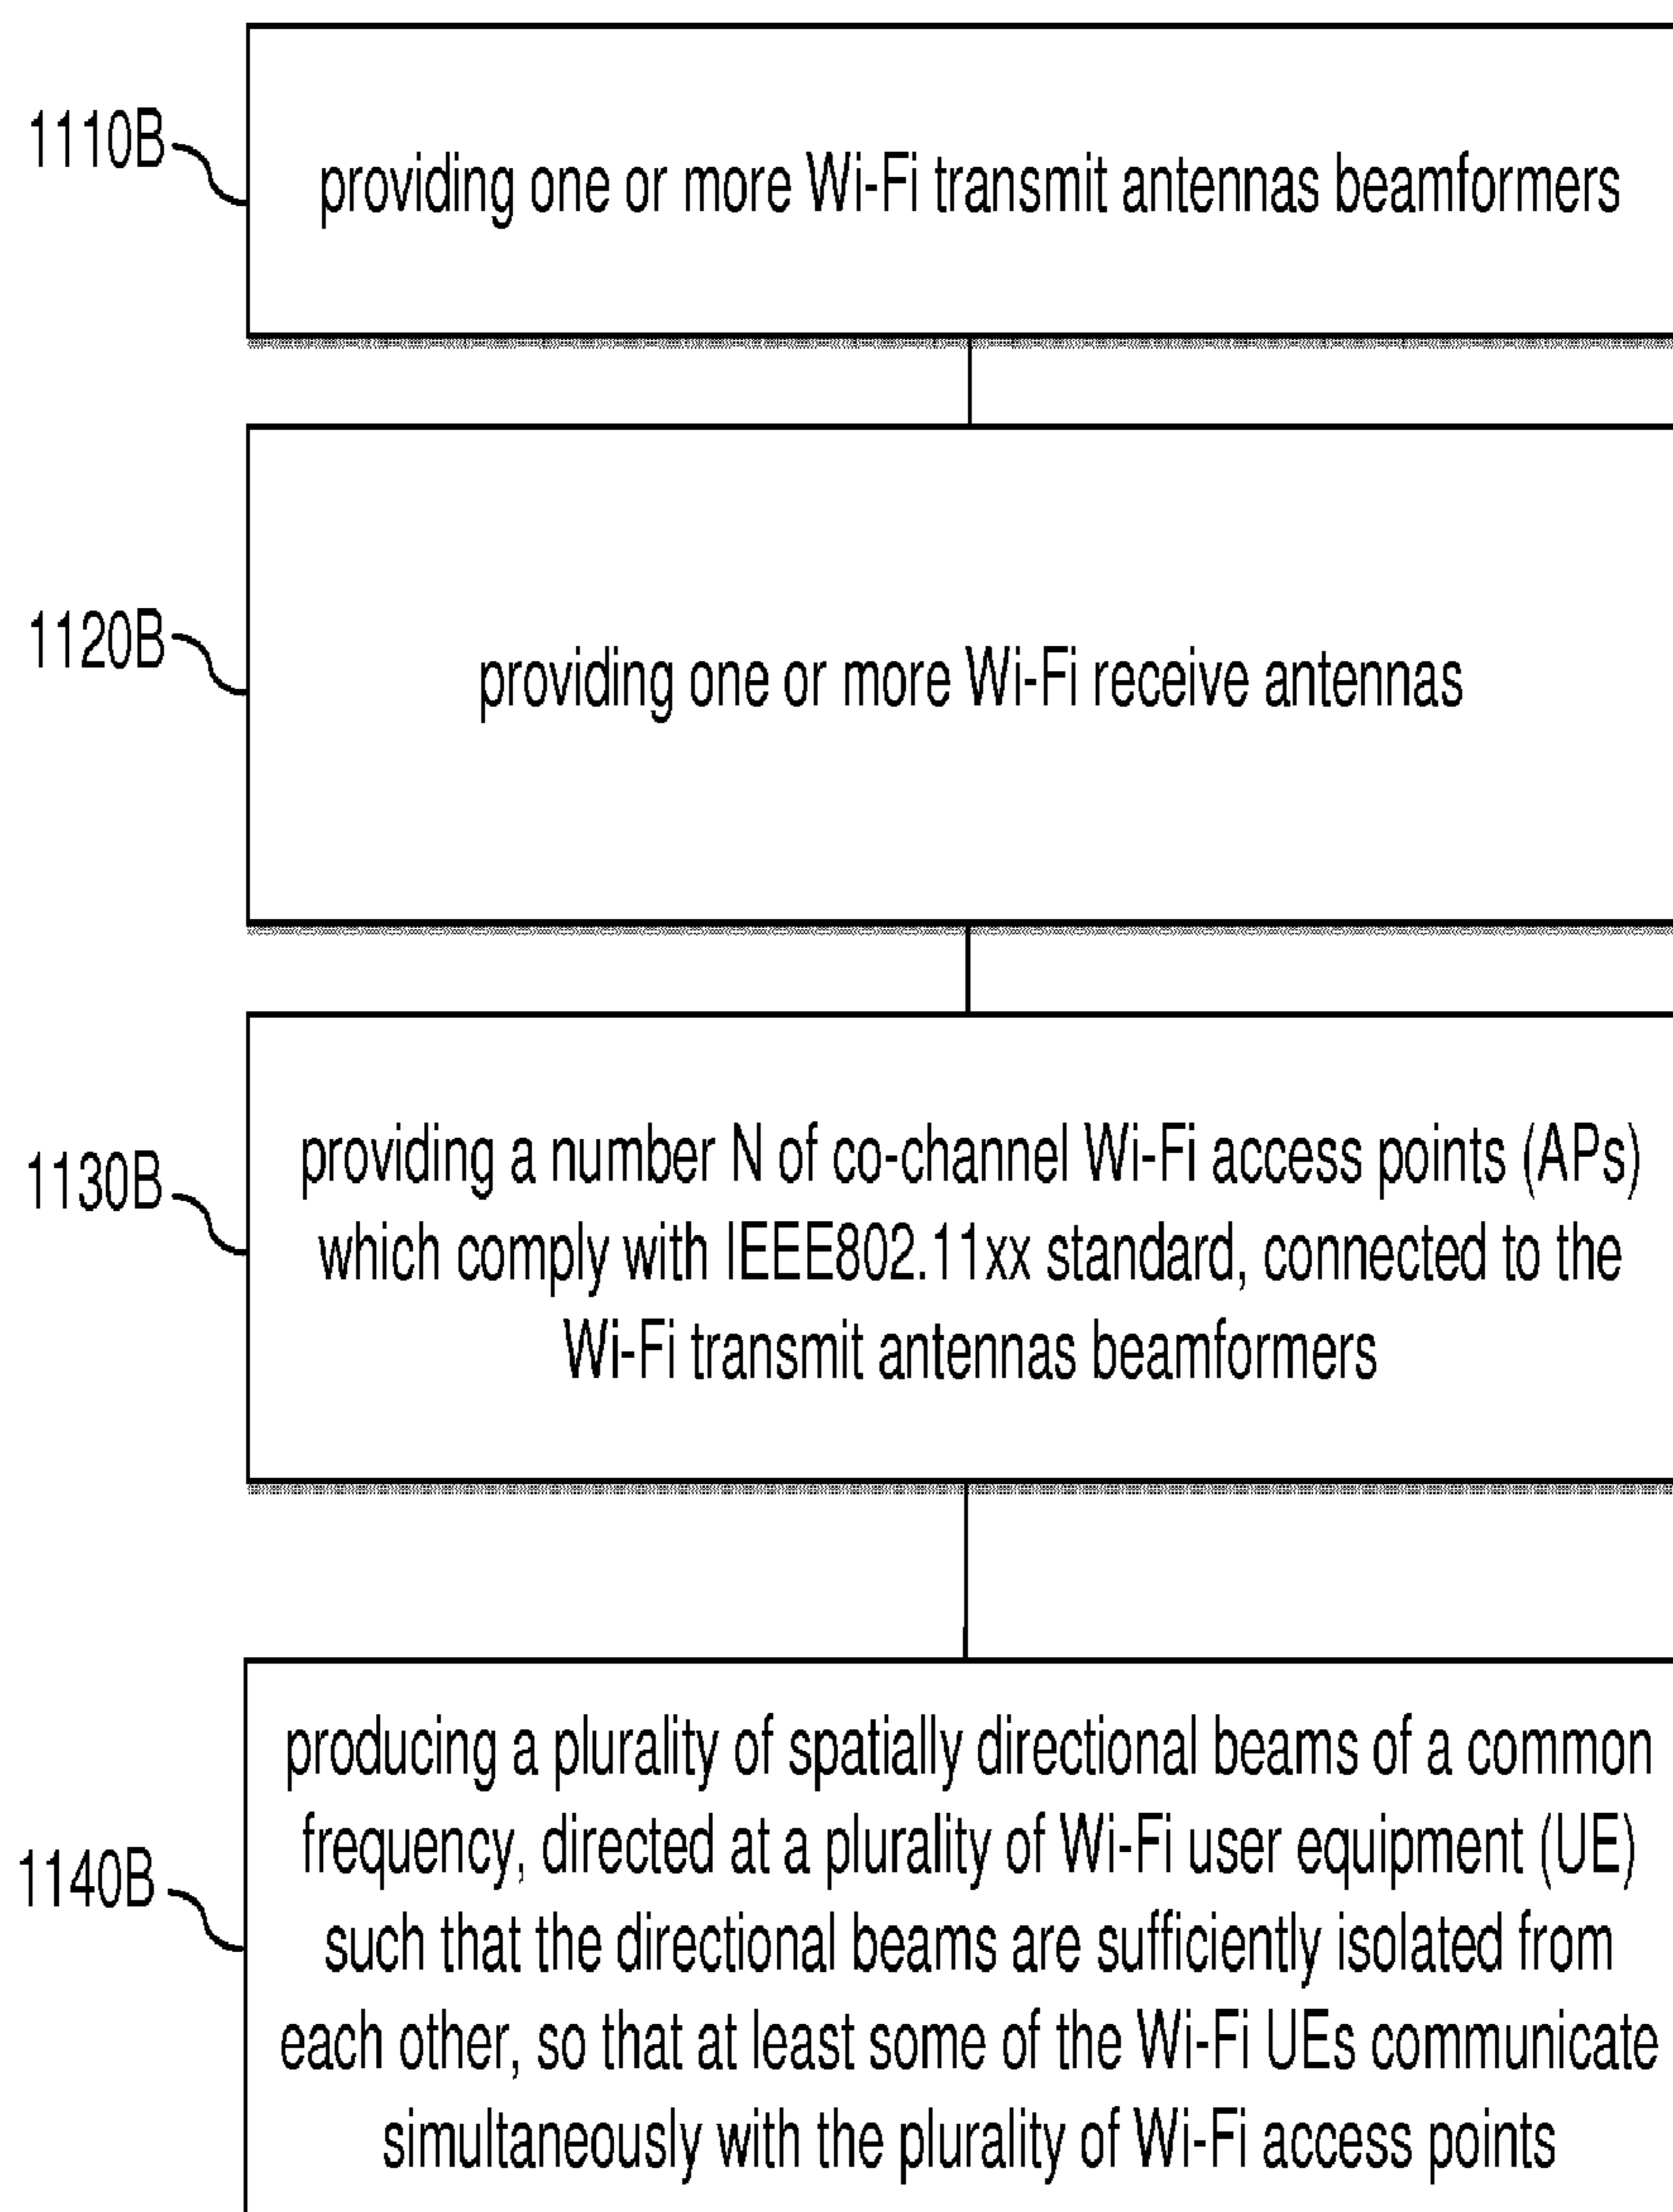 1110B
providing one or more Wi-Fi transmit antennas beamformers
1120B
providing one or more Wi-Fi receive antennas
1130B
providing a number N of co-channel Wi-Fi access points (APs)
which comply with IEEE802.11xx standard, connected to the
Wi-Fi transmit antennas beamformers
1140B
producing a plurality of spatially directional beams of a common
frequency, directed at a plurality of Wi-Fi user equipment (UE)
such that the directional beams are sufficiently isolated from
each other, so that at least some of the Wi-Fi UEs communicate
simultaneously with the plurality of Wi-Fi access points